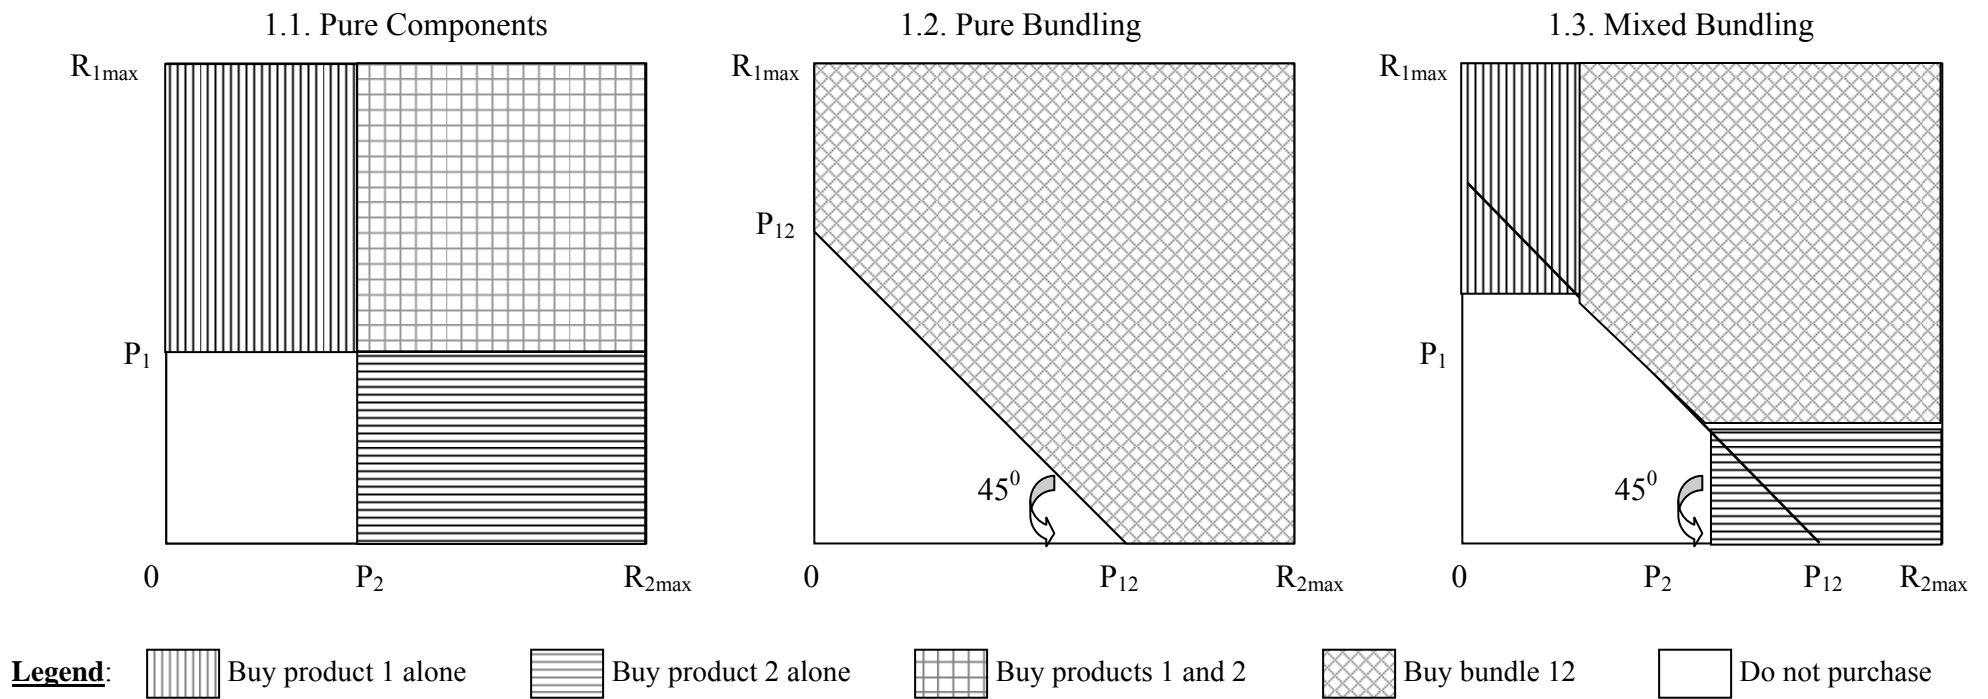 1.1. Pure Components
1.2. Pure Bundling
1.3. Mixed Bundling
R1max
P1
0
P2
R2max
R1max
P12
45⁰
0
P12
R2max
R1max
P1
45⁰
0
P2
P12
R2max
Legend: Buy product 1 alone Buy product 2 alone Buy products 1 and 2 Buy bundle 12 Do not purchase